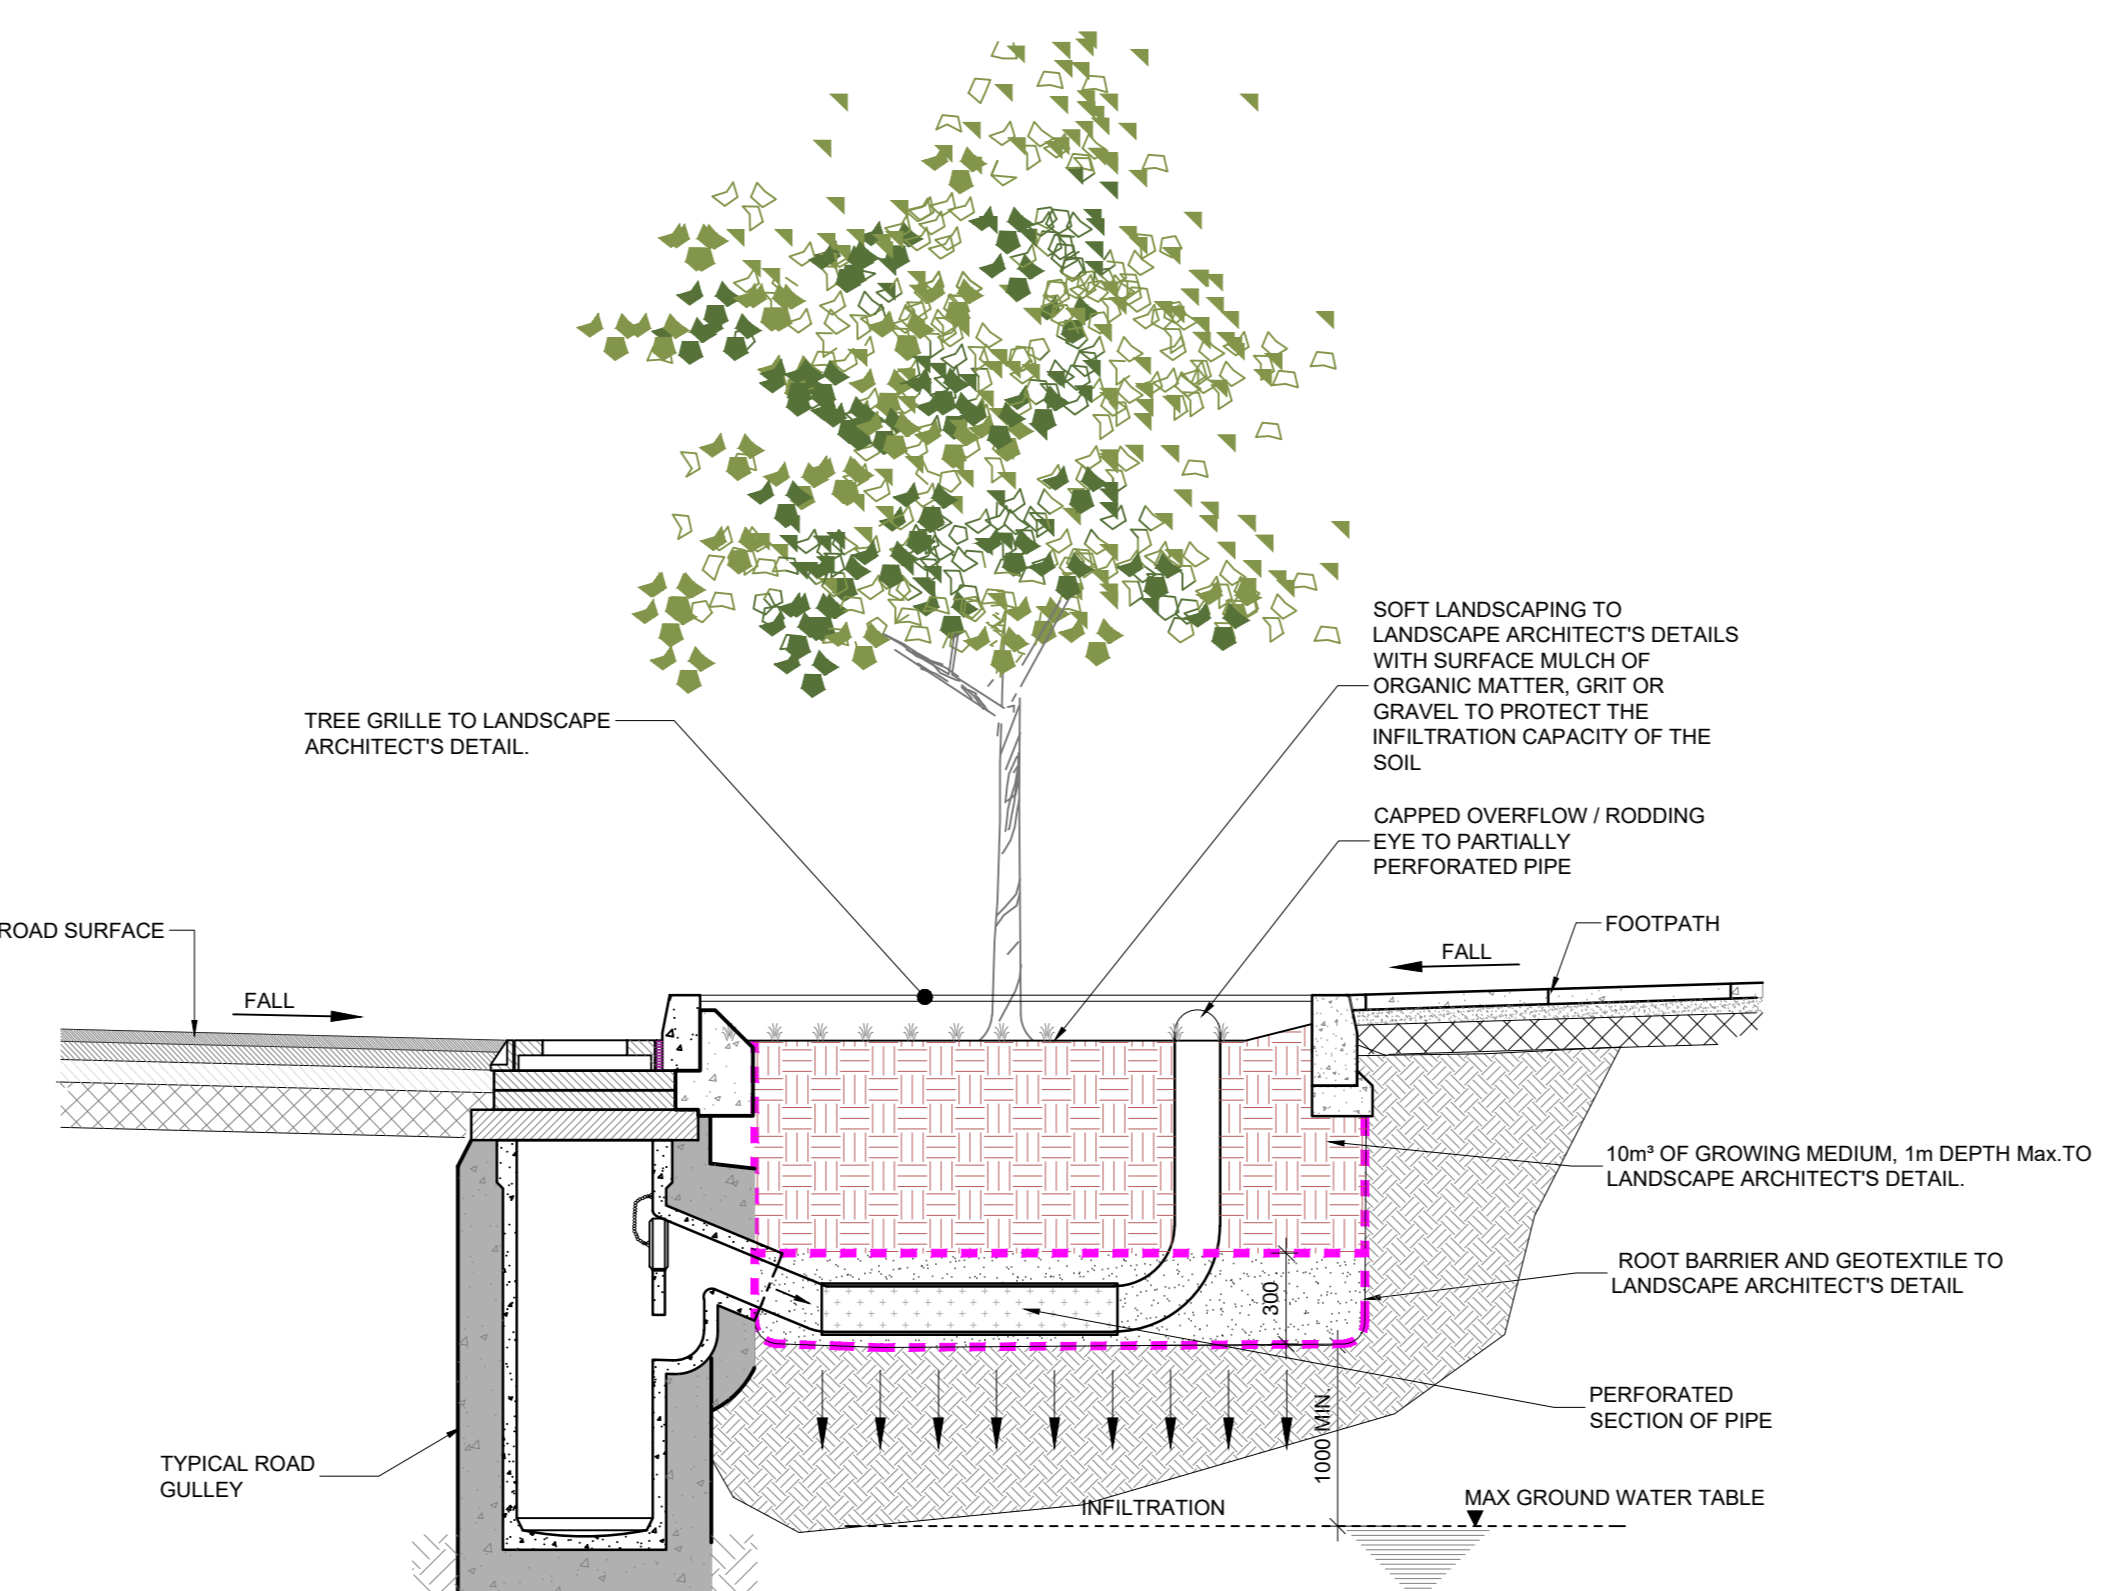 SOFT LANDSCAPING TO
LANDSCAPE ARCHITECT'S DETAILS
WITH SURFACE MULCH OF
ORGANIC MATTER, GRIT OR
GRAVEL TO PROTECT THE
INFILTRATION CAPACITY OF THE
SOIL
TREE GRILLE TO LANDSCAPE
ARCHITECT'S DETAIL.
CAPPED OVERFLOW / RODDING
EYE TO PARTIALLY
PERFORATED PIPE
ROAD SURFACE
FOOTPATH
FALL
FALL
10m³ OF GROWING MEDIUM, 1m DEPTH Max.TO
LANDSCAPE ARCHITECT'S DETAIL.
ROOT BARRIER AND GEOTEXTILE TO
LANDSCAPE ARCHITECT'S DETAIL
300
PERFORATED
SECTION OF PIPE
1000 MIN.
TYPICAL ROAD
GULLEY
INFILTRATION
MAX GROUND WATER TABLE